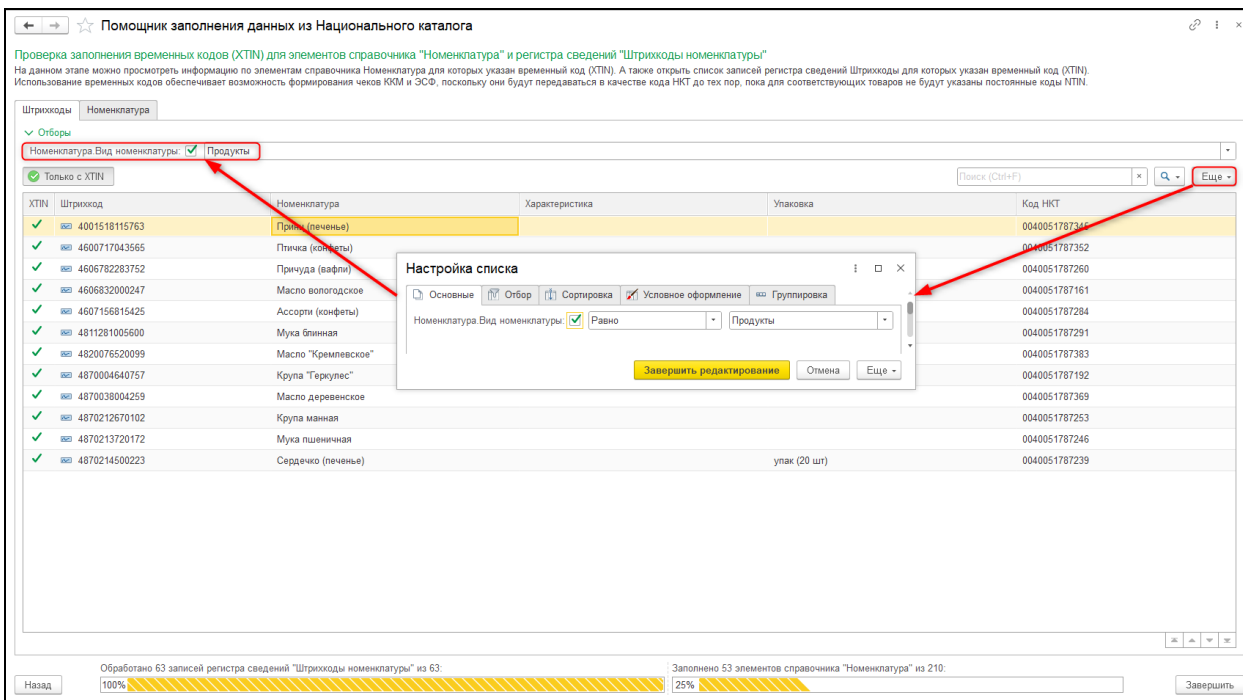 Помощник заполнения данных из Национального каталога
Проверка заполнения временных кодов (XTIN) для элементов справочника "Номенклатура" и регистра сведений "Штрихкоды номенклатуры"
На данном этапе можно просмотреть информацию по элементам справочника Номенклатура для которых указан временный код (XTIN). А также открыть список записей регистра сведений Штрихкоды для которых указан временный код (XTIN).
Использование временных кодов обеспечивает возможность формирования чеков ККМ и ЭСФ, поскольку они будут передаваться в качестве кода НКТ до тех пор, пока для соответствующих товаров не будут указаны постоянные коды NTIN.
Штрихкоды Номенклатура
Отборы
Номенклатура.Вид номенклатуры: Продукты
Только с XTIN Поиск (Ctrl+F) Еще
XTIN Штрихкод Номенклатура Характеристика Упаковка Код НКТ
4001518115763 (печенье) 0040051787345
4600717043565 Птичка (конфеты) 0040051787352
4606782283752 Причуда (вафли) 0040051787260
4606832000247 Масло вологодское 0040051787161
4607156815425 Ассорти (конфеты) 0040051787284
4811281005600 Мука блинная 0040051787291
4820076520099 Масло "Кремлевское" 0040051787383
4870004640757 Крупа "Геркулес" 0040051787192
4870038004259 Масло деревенское 0040051787369
4870212670102 Крупа манная 0040051787253
4870213720172 Мука пшеничная 0040051787246
4870214500223 Сердечко (печенье) упак (20 шт) 0040051787239
Настройка списка
Основные Отбор Сортировка Условное оформление Группировка
Номенклатура.Вид номенклатуры: Равно Продукты
Завершить редактирование Отмена Еще
Обработано 63 записей регистра сведений "Штрихкоды номенклатуры" из 63: Заполнено 53 элементов справочника "Номенклатура" из 210:
Назад 100% 25% Завершить